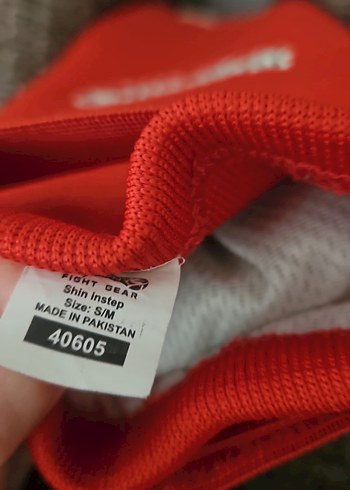 FIGHT GEAR
Shin instep
Size: S/M
MADE IN PAKISTAN
40605